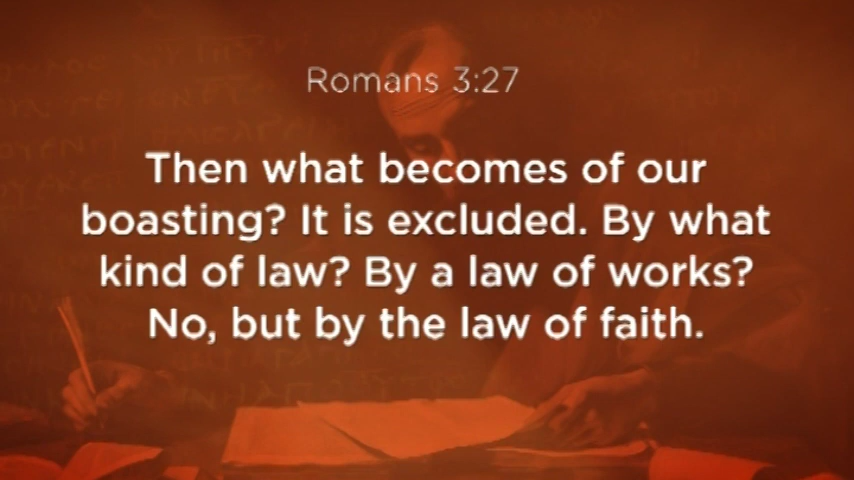 Romans 3:27
Then what becomes of our
boasting? It is excluded. By what
kind of law? By a law of works?
No, but by the law of faith.